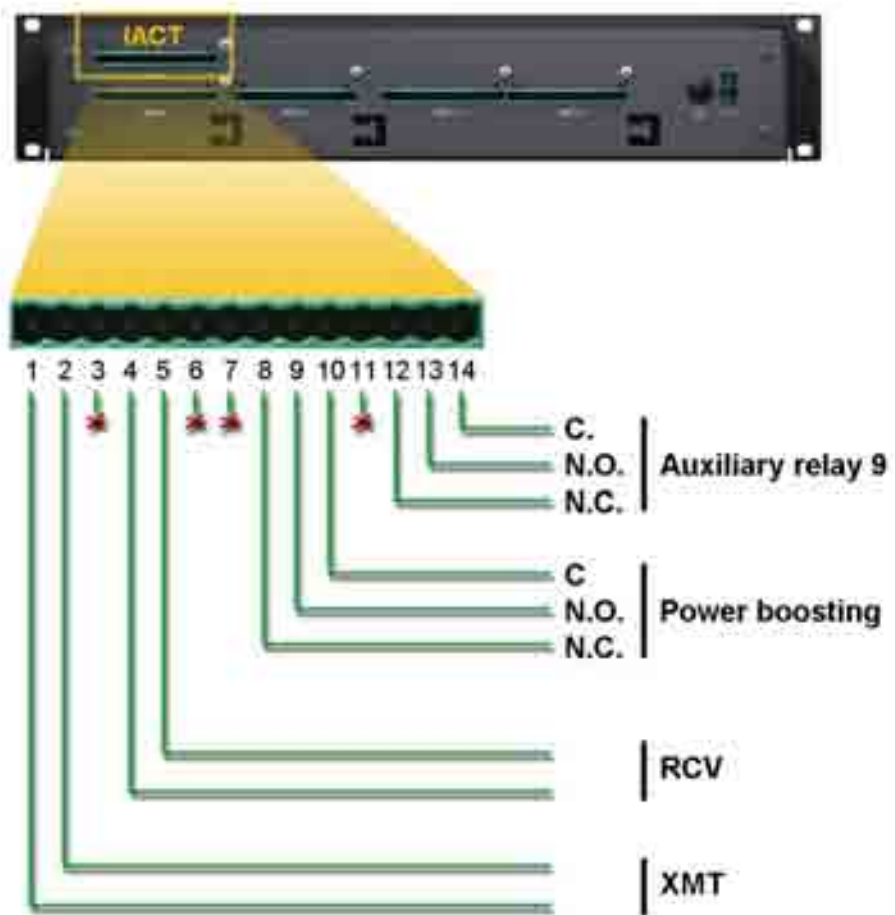 IACT
1 2 3 4 5 6 7 8 9 10 11 12 13 14
C.
N.O. Auxiliary relay 9
N.C.
C
N.O. Power boosting
N.C.
RCV
XMT